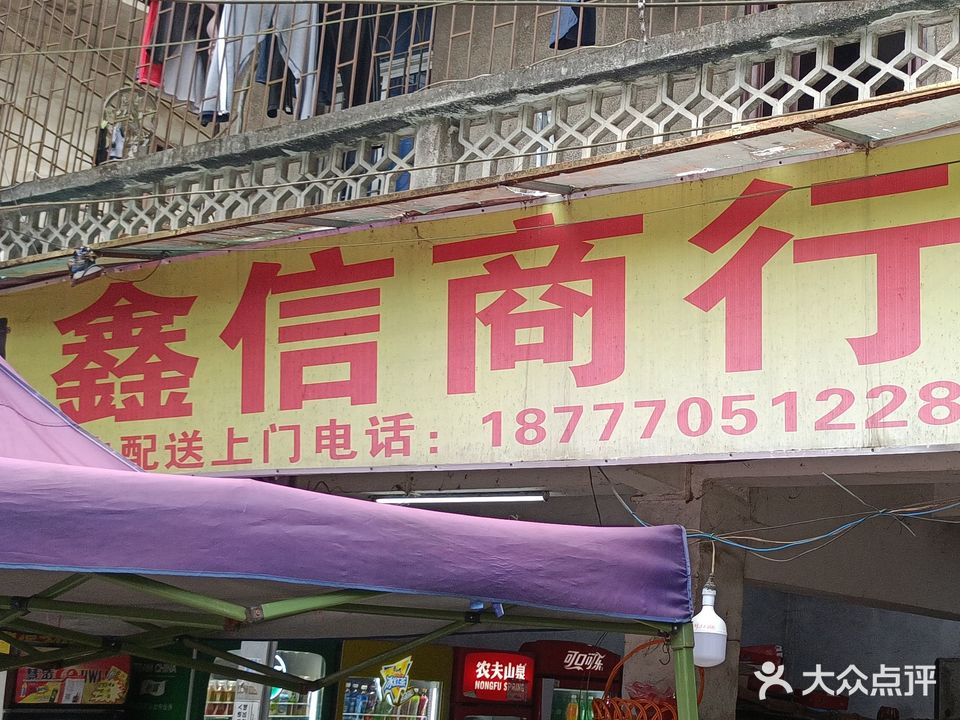 鑫信商行
配送上门电话：18777051228
农夫山泉
NONGFU SPRING
可口可乐
大众点评